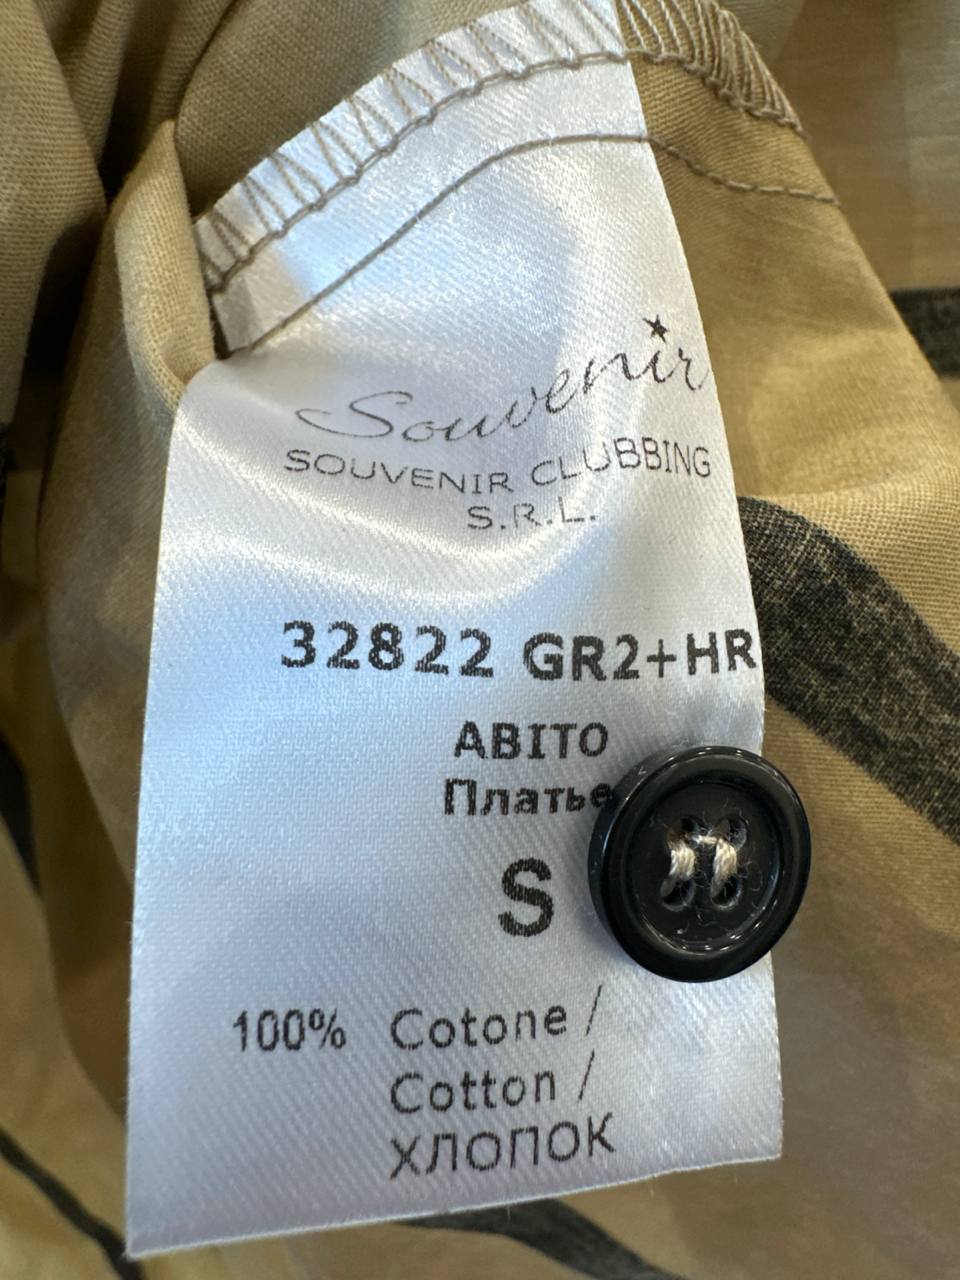 Souvenir
SOUVENIR CLUBBING
S.R.L.
32822 GR2+HR
ABITO
Платье
S
100% Cotone /
Cotton /
ХЛОПОК